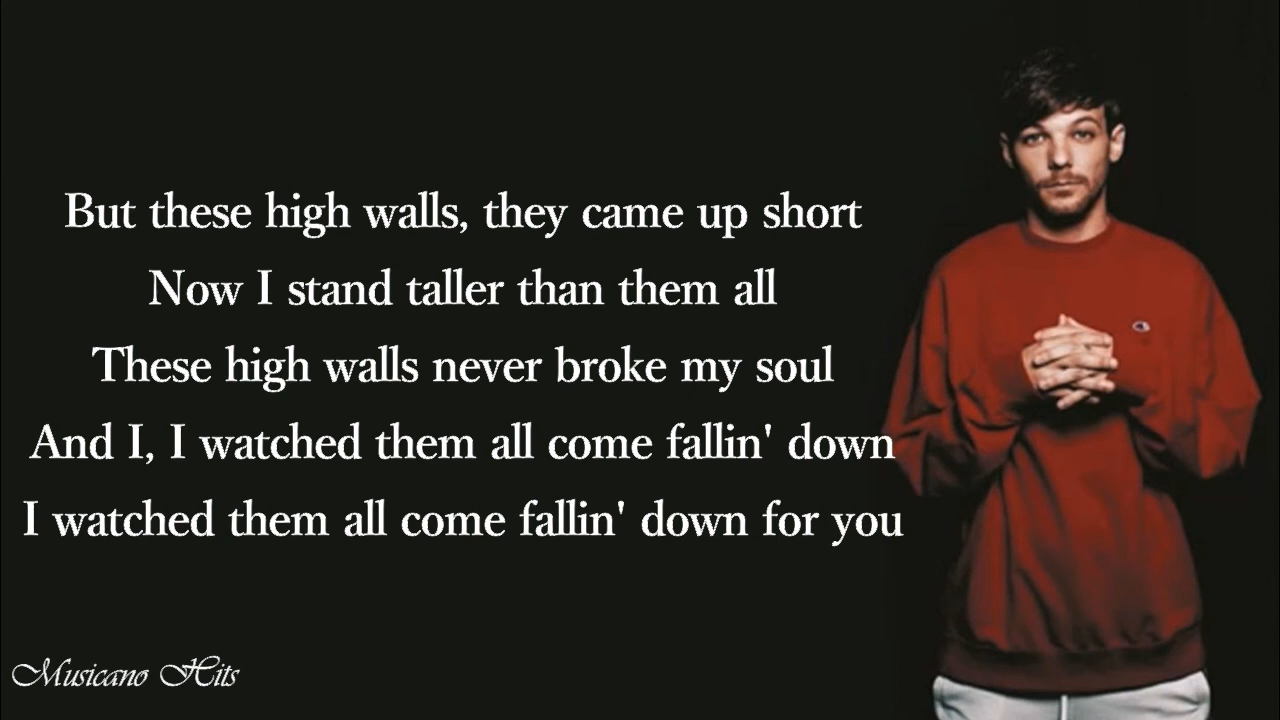 But these high walls, they came up short
Now I stand taller than them all
These high walls never broke my soul
And I, I watched them all come fallin' down
I watched them all come fallin' down for you
Musicano Hits